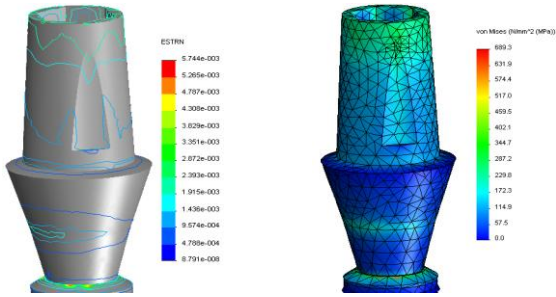 ESTRN
5.744e-003
5.265e-003
4.787e-003
4.308e-003
3.829e-003
3.351e-003
2.872e-003
2.393e-003
1.915e-003
1.436e-003
9.574e-004
4.788e-004
8.791e-008
von Mises (N/mm^2 (MPa))
689.3
631.9
574.4
517.0
459.5
402.1
344.7
287.2
229.8
172.3
114.9
57.5
0.0